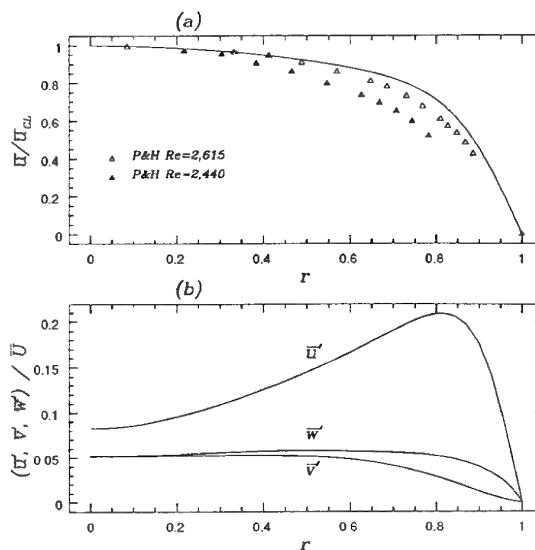 (a)
1
0.8
0.6
0.4
0.2
0
u̅/u̅CL
P&H Re=2,615
P&H Re-2,440
0 0.2 0.4 0.6 0.8 1
r
(b)
0.2
0.15
0.1
0.05
0
(u̅′, v̅′, w̅′) / U̅
u̅′
w̅′
v̅′
0 0.2 0.4 0.6 0.8 1
r